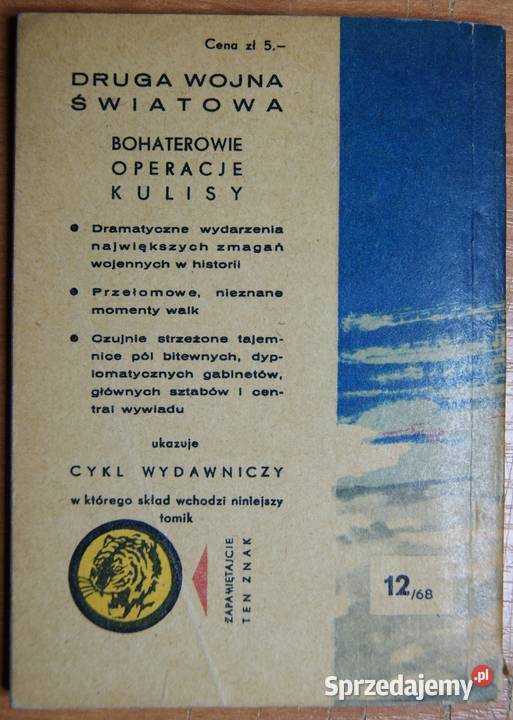 Cena zł 5.–
DRUGA WOJNA
ŚWIATOWA
BOHATEROWIE
OPERACJE
KULISY
● Dramatyczne wydarzenia
największych zmagań
wojennych w historii
● Przełomowe, nieznane
momenty walk
● Czujnie strzeżone tajem-
nice pól bitewnych, dyp-
lomatycznych gabinetów,
głównych sztabów i cen-
tral wywiadu
ukazuje
CYKL WYDAWNICZY
w którego skład wchodzi niniejszy
tomik
ZAPAMIĘTAJCIE
TEN ZNAK
12/68
Sprzedajemy.pl